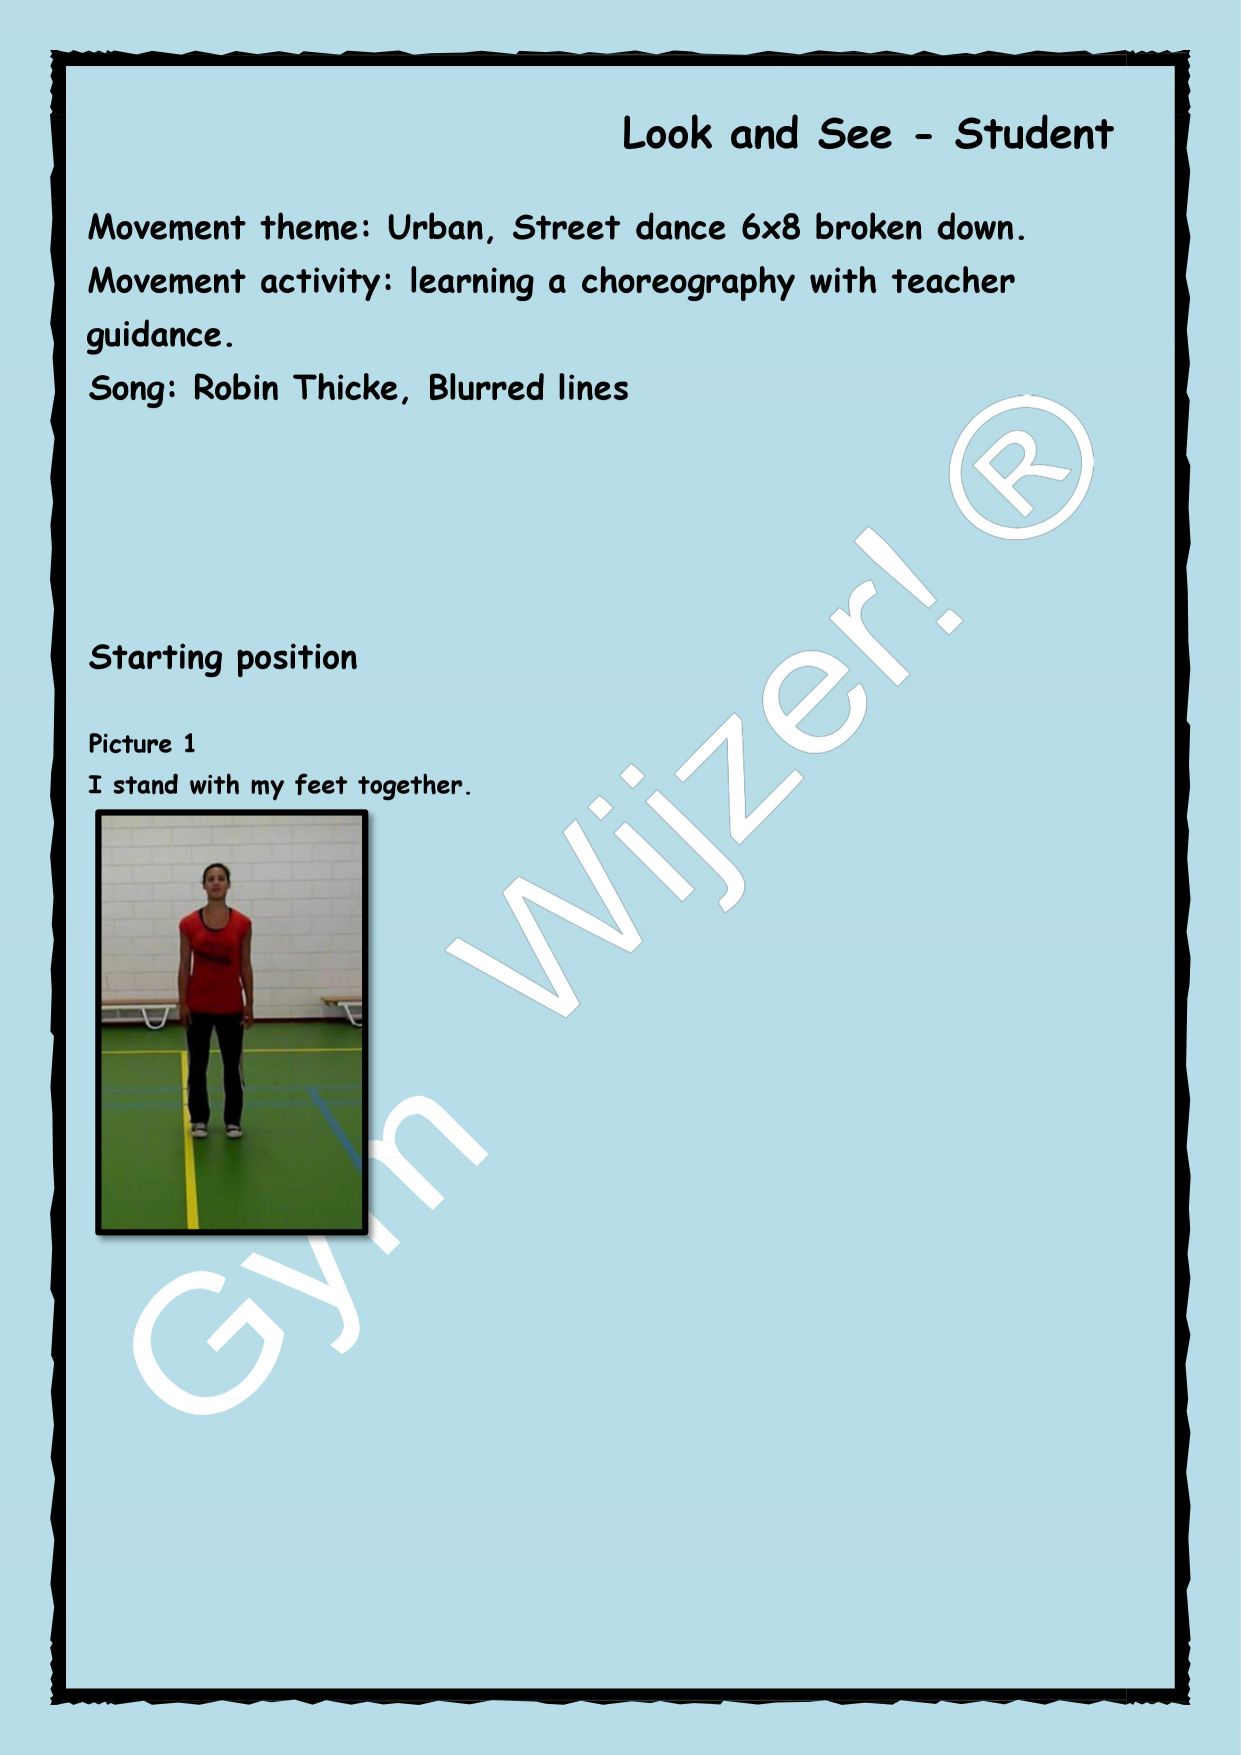 Look and See - Student
Movement theme: Urban, Street dance 6x8 broken down.
Movement activity: learning a choreography with teacher
guidance.
Song: Robin Thicke, Blurred lines
Starting position
Picture 1
I stand with my feet together.
Gym Wijzer! ®